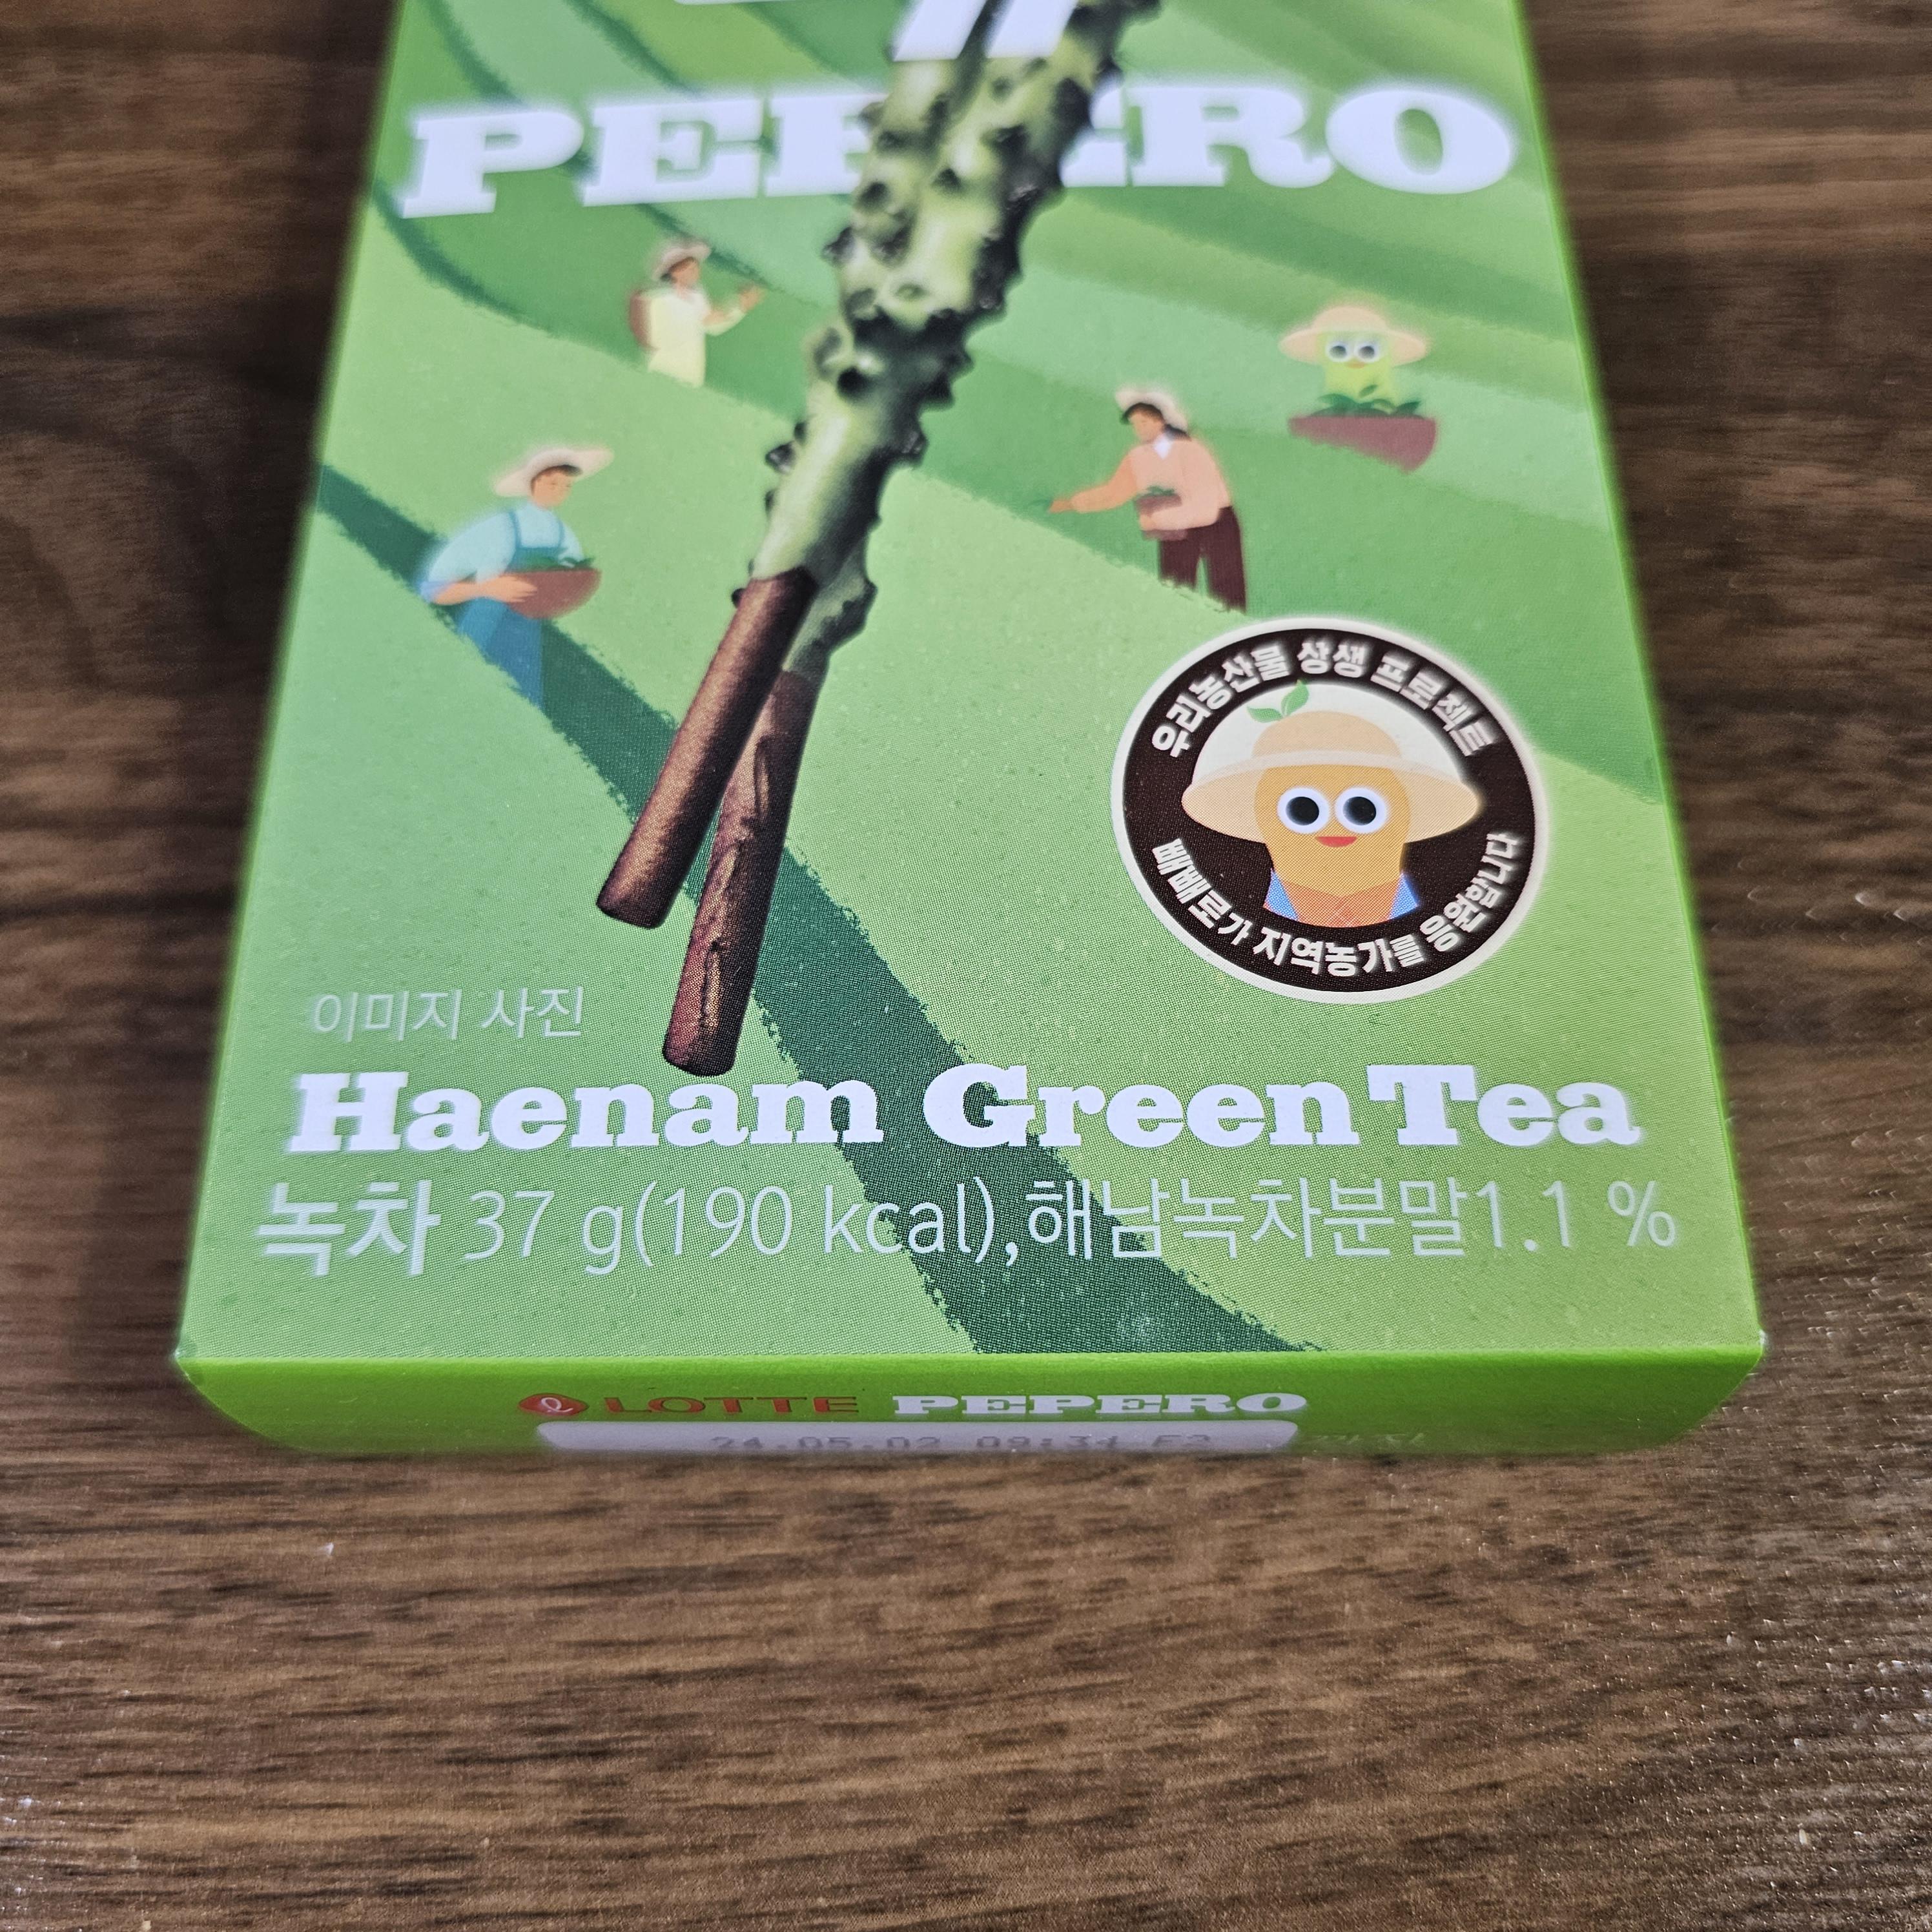 PEPERO
우리농산물 상생 프로젝트
빼빼로가 지역농가를 응원합니다
이미지 사진
Haenam Green Tea
녹차 37 g(190 kcal),해남녹차분말1.1 %
LOTTE PEPERO
24.05.02 09:34 F3